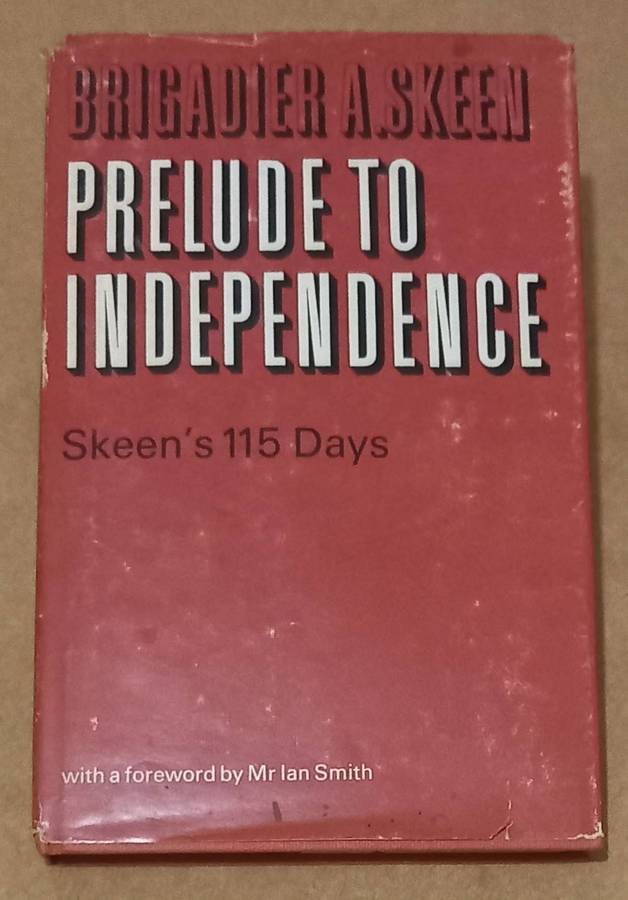 BRIGADIER A.SKEEN
PRELUDE TO
INDEPENDENCE
Skeen's 115 Days
with a foreword by Mr Ian Smith